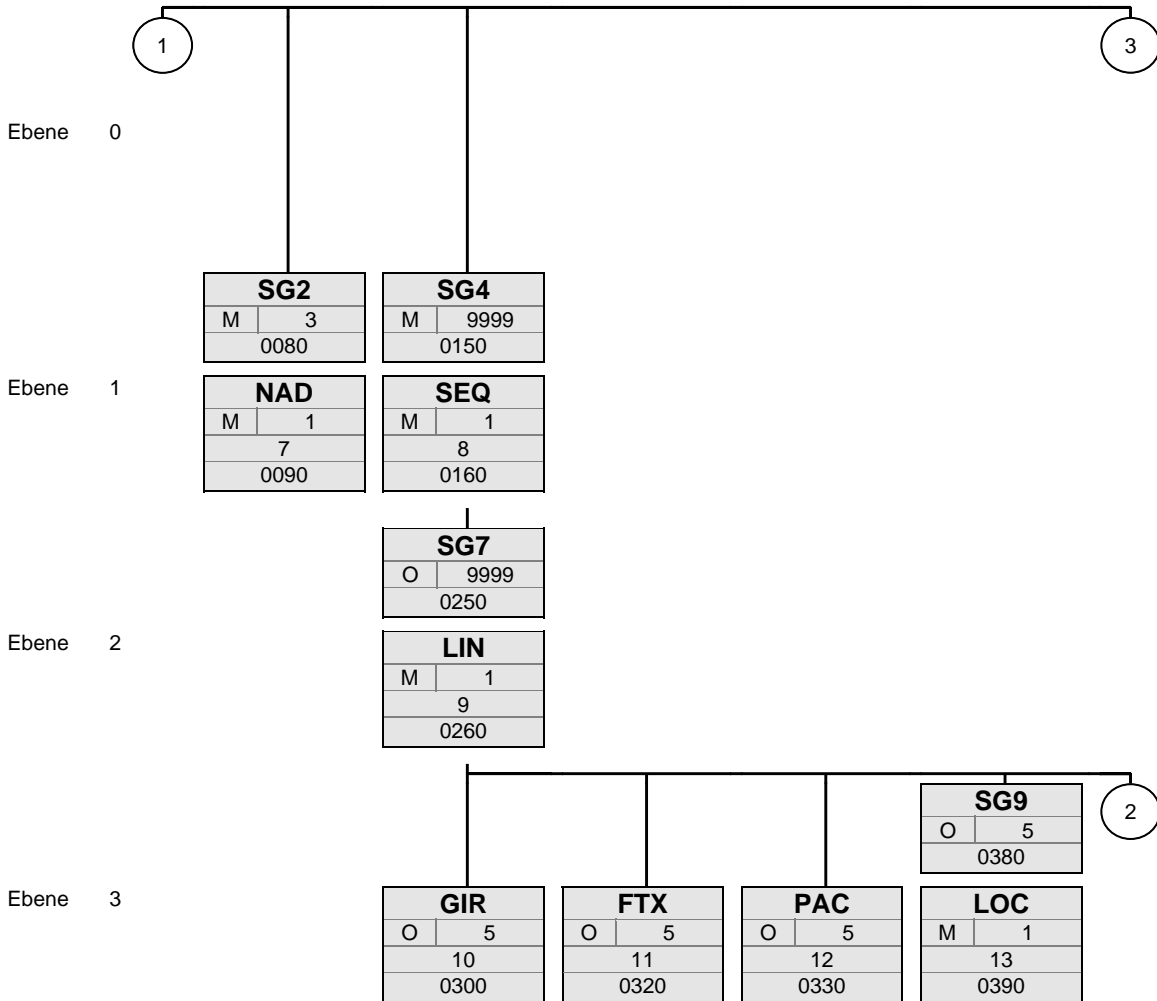 1 3
Ebene 0
SG2 SG4
M 3 M 9999
0080 0150
Ebene 1 NAD SEQ
M 1 M 1
7 8
0090 0160
SG7
O 9999
0250
Ebene 2 LIN
M 1
9
0260
SG9 2
O 5
0380
Ebene 3 GIR FTX PAC LOC
O 5 O 5 O 5 M 1
10 11 12 13
0300 0320 0330 0390